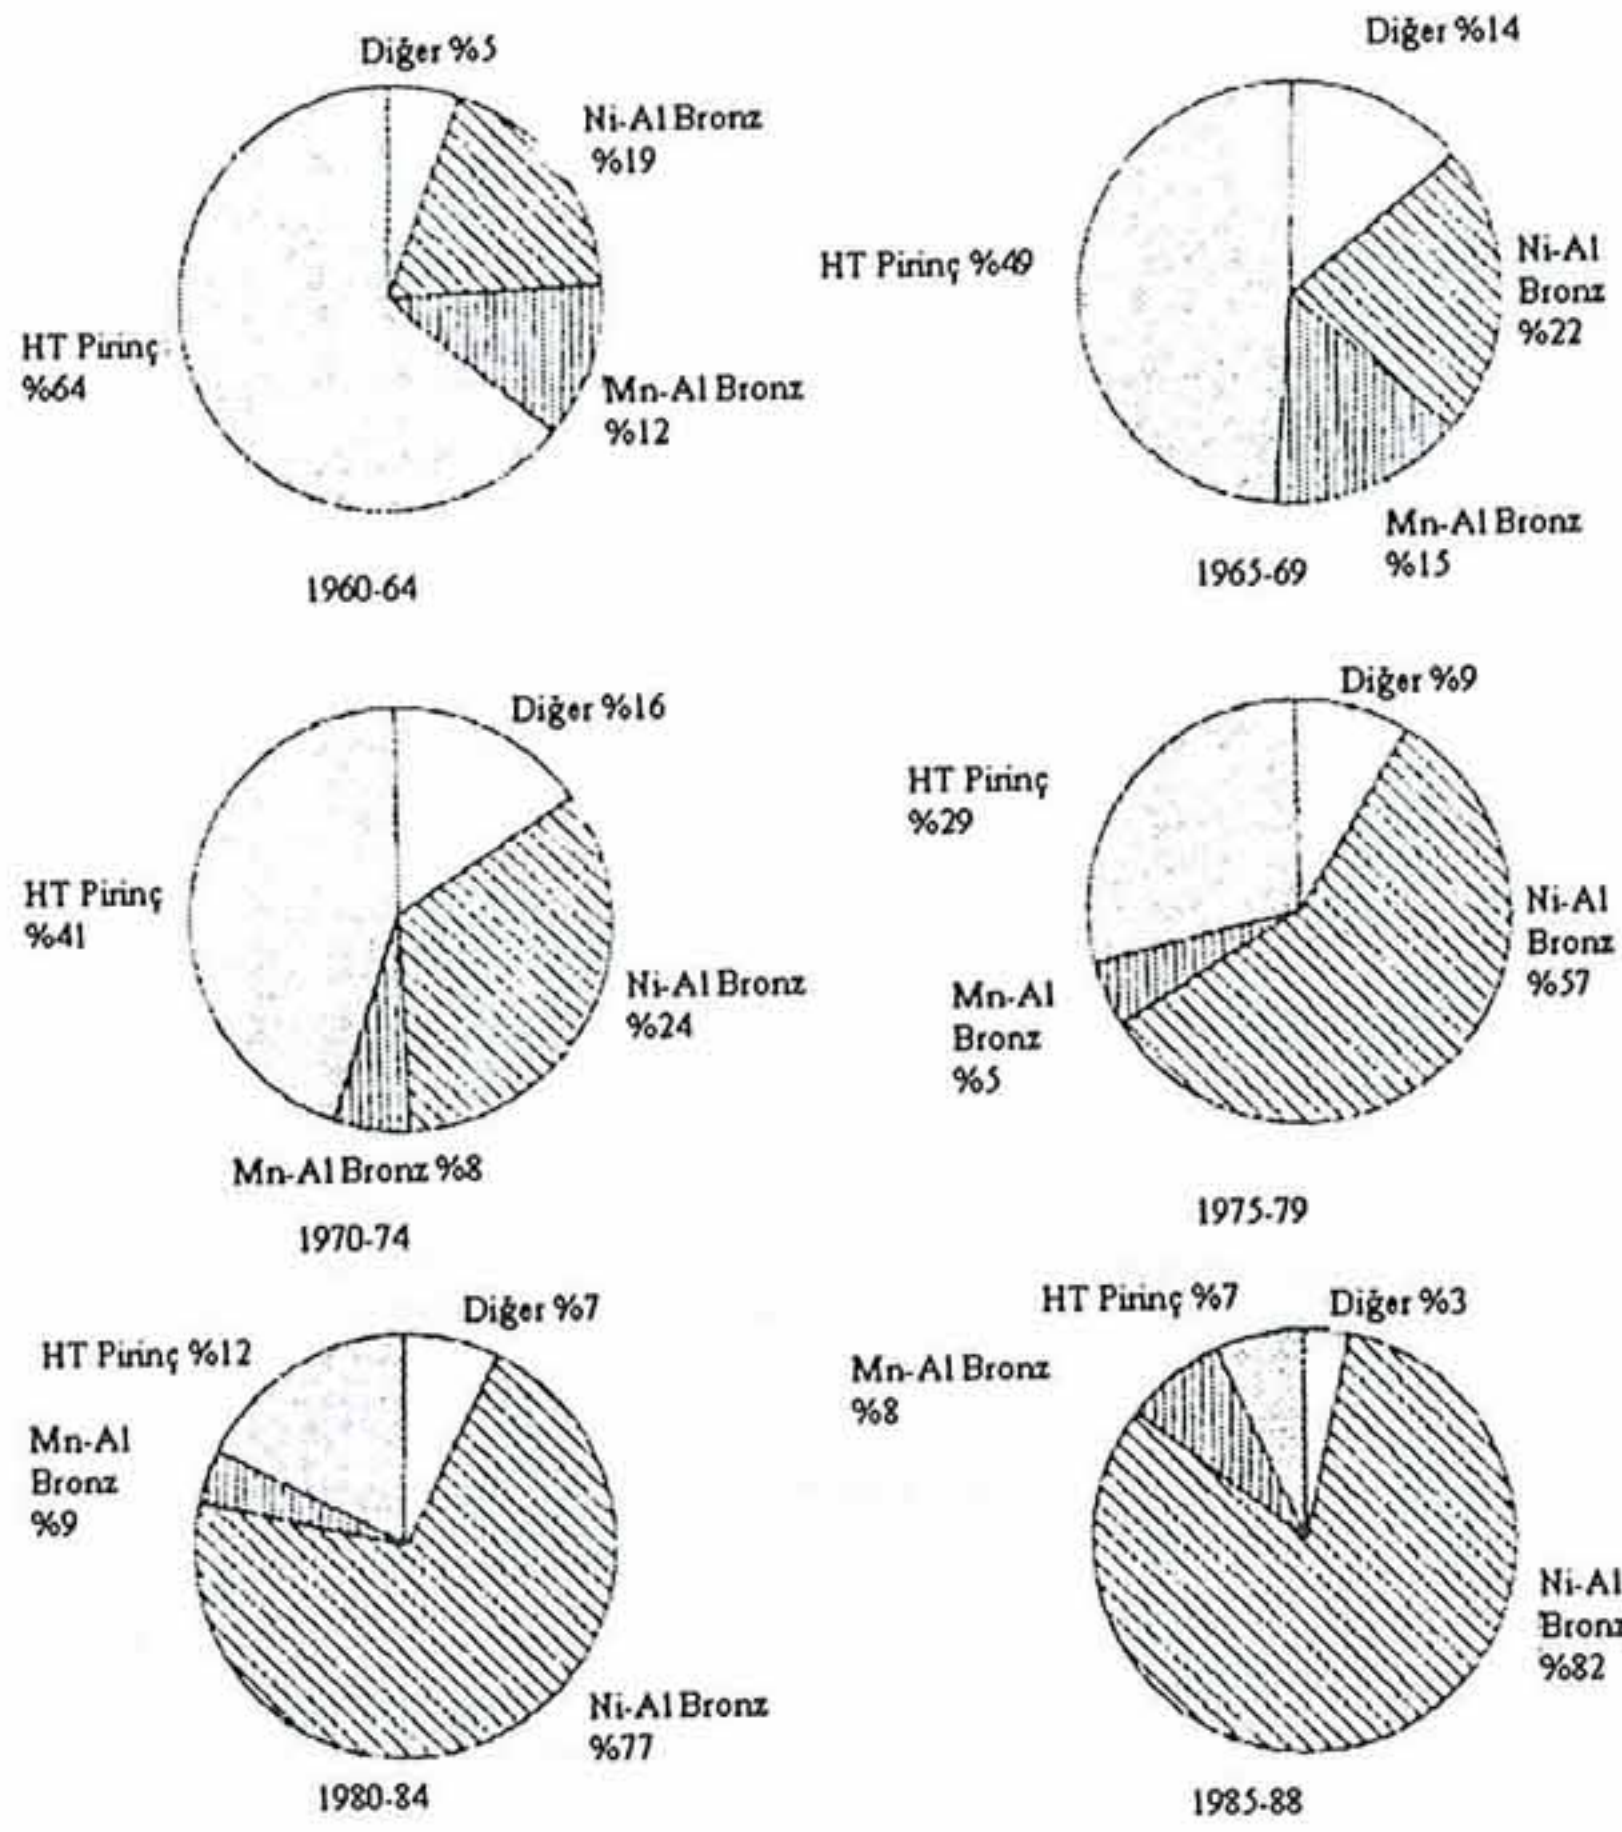 Diğer %5
Ni-Al Bronz
%19
HT Pirinç
%64
Mn-Al Bronz
%12
1960-64
Diğer %14
HT Pirinç %49
Ni-Al
Bronz
%22
Mn-Al Bronz
%15
1965-69
Diğer %16
HT Pirinç
%41
Ni-Al Bronz
%24
Mn-Al Bronz %8
1970-74
Diğer %9
HT Pirinç
%29
Ni-Al
Bronz
%57
Mn-Al
Bronz
%5
1975-79
Diğer %7
HT Pirinç %12
Mn-Al
Bronz
%9
Ni-Al Bronz
%77
1980-84
HT Pirinç %7
Diğer %3
Mn-Al Bronz
%8
Ni-Al
Bronz
%82
1985-88